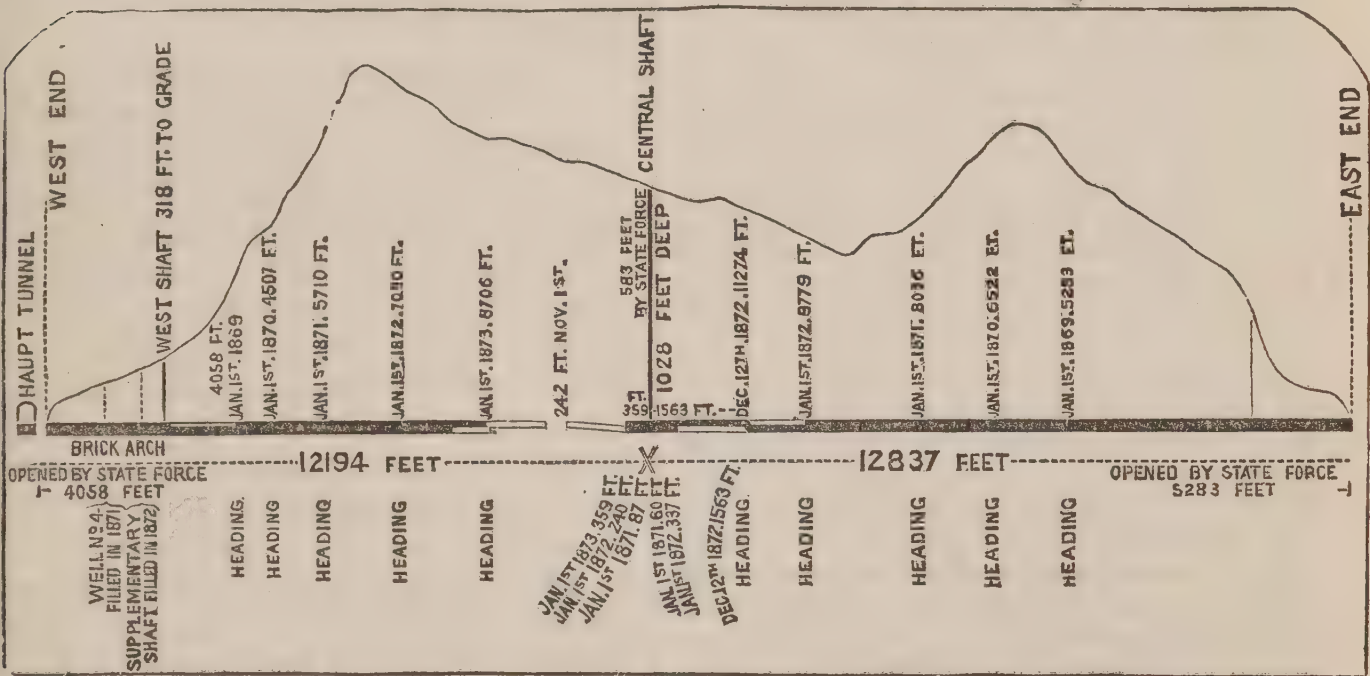 HAUPT TUNNEL
WEST END
WEST SHAFT 318 FT. TO GRADE
4058 FT.
JAN. 1ST. 1869
JAN. 1ST. 1870. 4507 FT.
JAN. 1ST. 1871. 5710 FT.
JAN. 1ST. 1872. 7040 FT.
JAN. 1ST. 1873. 8706 FT.
242 FT. NOV. 1ST.
583 FEET
BY STATE FORCE
CENTRAL SHAFT
1028 FEET DEEP
359 FT.
1563 FT.
DEC. 12TH. 1872. 11274 FT.
JAN. 1ST. 1872. 9779 FT.
JAN. 1ST. 1871. 8036 FT.
JAN. 1ST. 1870. 6522 FT.
JAN. 1ST. 1869. 5283 FT.
EAST END
BRICK ARCH
12194 FEET
X
12837 FEET
OPENED BY STATE FORCE
4058 FEET
OPENED BY STATE FORCE
5283 FEET
WELL NO 4
FILLED IN 1871
SUPPLEMENTARY
SHAFT FILLED IN 1872
HEADING.
HEADING
HEADING
HEADING
HEADING
JAN. 1ST 1873. 359 FT.
JAN. 1ST 1872. 240 FT.
JAN. 1ST 1871. 87 FT.
JAN. 1ST 1871. 60 FT
JAN. 1ST 1872. 337 FT.
DEC. 12TH 1872. 1563 FT.
HEADING.
HEADING
HEADING
HEADING
HEADING